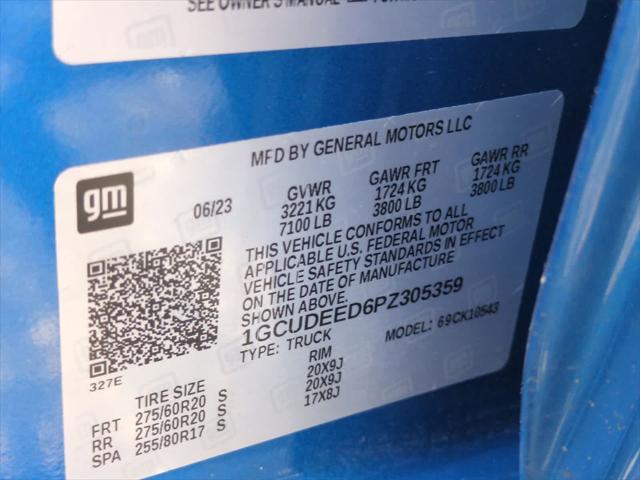 SEE OWNER'S MANUAL
MFD BY GENERAL MOTORS LLC
gm
06/23
GVWR
3221 KG
7100 LB
GAWR FRT
1724 KG
3800 LB
GAWR RR
1724 KG
3800 LB
THIS VEHICLE CONFORMS TO ALL
APPLICABLE U.S. FEDERAL MOTOR
VEHICLE SAFETY STANDARDS IN EFFECT
ON THE DATE OF MANUFACTURE
SHOWN ABOVE.
1GCUDEED6PZ305359
TYPE: TRUCK
MODEL: 69CK10543
327E
TIRE SIZE RIM
FRT 275/60R20 S 20X9J
RR 275/60R20 S 20X9J
SPA 255/80R17 S 17X8J